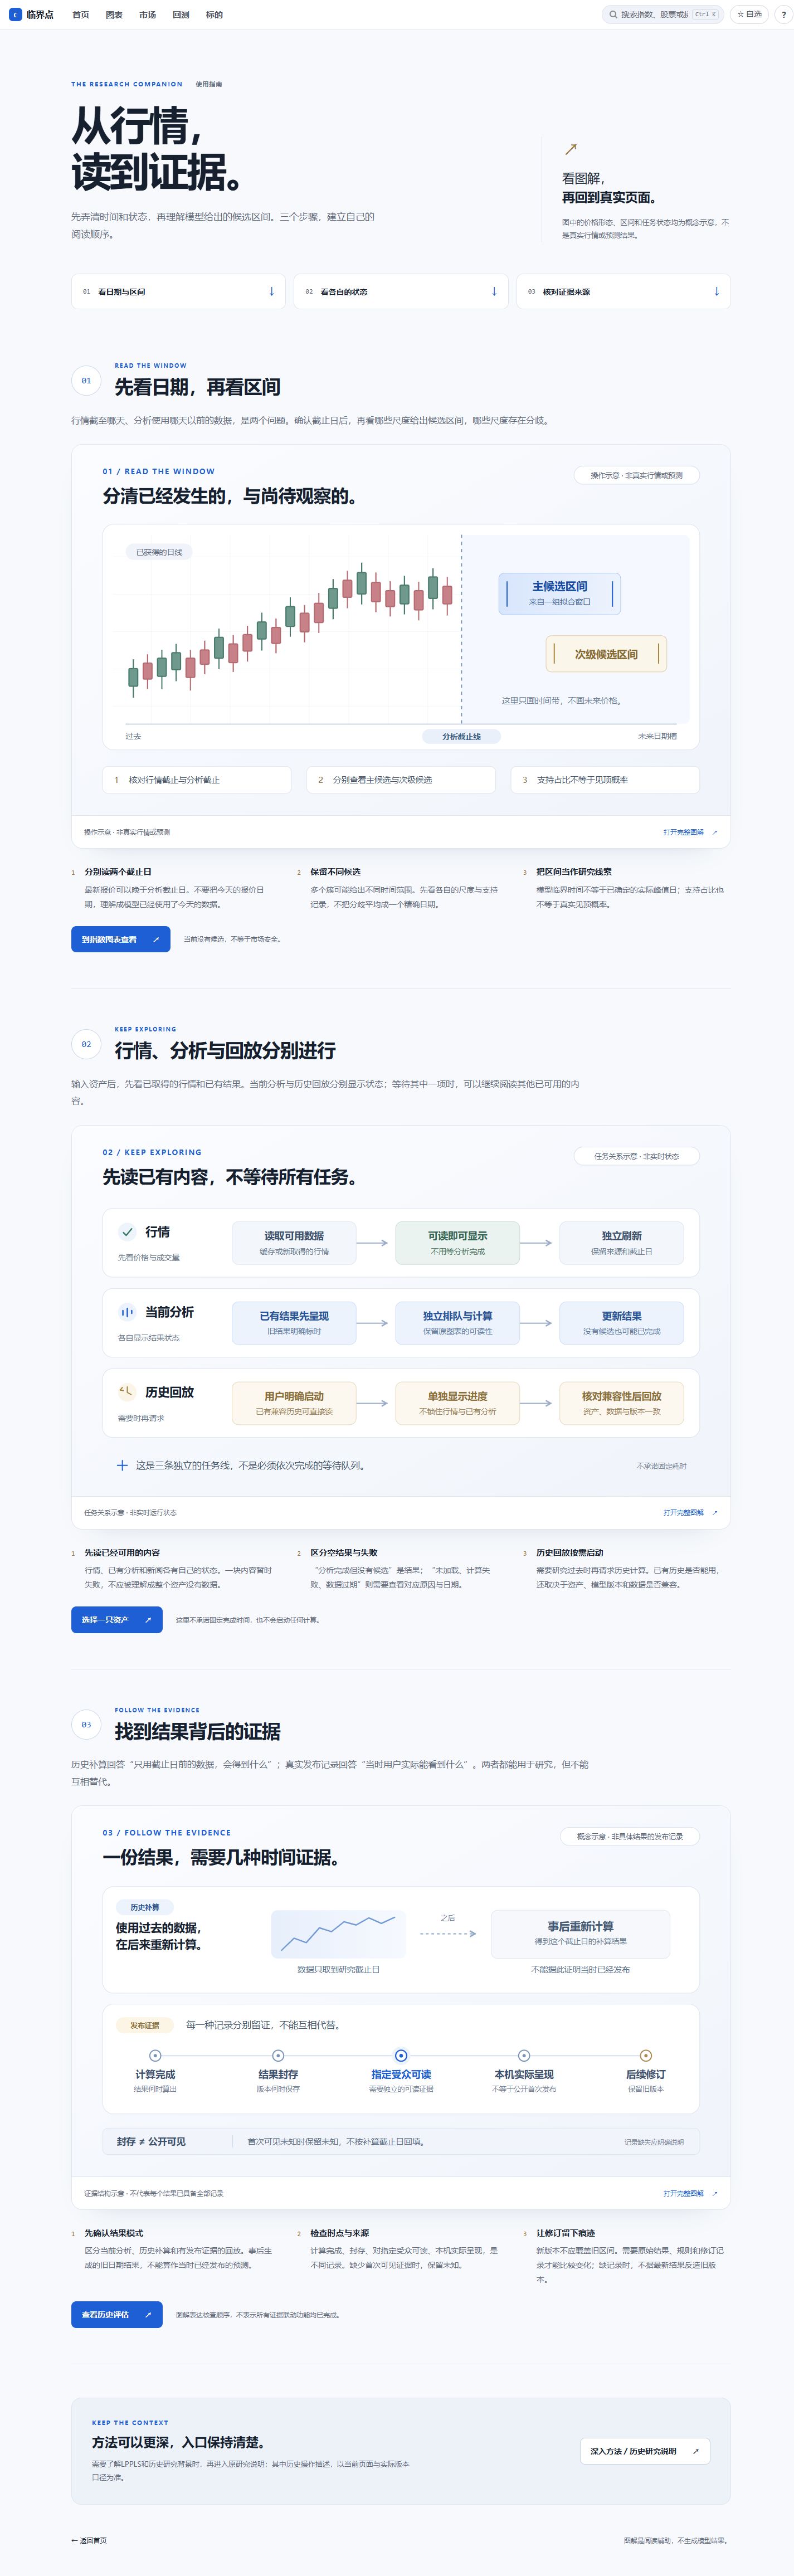 C 临界点 首页 图表 市场 回测 标的 搜索指数、股票或 Ctrl K ☆ 自选 ?
THE RESEARCH COMPANION 使用指南
从行情，
读到证据。
先弄清时间和状态，再理解模型给出的候选区间。三个步骤，建立自己的
阅读顺序。
↗
看图解，
再回到真实页面。
图中的价格形态、区间和任务状态均为概念示意，不
是真实行情或预测结果。
01 看日期与区间 ↓
02 看各自的状态 ↓
03 核对证据来源 ↓
01
READ THE WINDOW
先看日期，再看区间
行情截至哪天、分析使用哪天以前的数据，是两个问题。确认截止日后，再看哪些尺度给出候选区间，哪些尺度存在分歧。
01 / READ THE WINDOW
操作示意 · 非真实行情或预测
分清已经发生的，与尚待观察的。
已获得的日线
主候选区间
来自一组拟合窗口
次级候选区间
这里只画时间带，不画未来价格。
过去 分析截止线 未来日期轴
1 核对行情截止与分析截止
2 分别查看主候选与次级候选
3 支持占比不等于见顶概率
操作示意 · 非真实行情或预测 打开完整图解 ↗
1 分别读两个截止日
最新报价可以晚于分析截止日。不要把今天的报价日
期，理解成模型已经使用了今天的数据。
2 保留不同候选
多个簇可能给出不同时间范围。先看各自的尺度与支持
记录，不把分歧平均成一个精确日期。
3 把区间当作研究线索
模型临界时间不等于已确定的实际峰值日；支持占比也
不等于真实见顶概率。
到指数图表查看 ↗ 当前没有候选，不等于市场安全。
02
KEEP EXPLORING
行情、分析与回放分别进行
输入资产后，先看已取得的行情和已有结果。当前分析与历史回放分别显示状态；等待其中一项时，可以继续阅读其他已可用的内
容。
02 / KEEP EXPLORING
任务关系示意 · 非实时状态
先读已有内容，不等待所有任务。
行情
先看价格与成交量
读取可用数据
缓存或新取得的行情
可读即可显示
不用等分析完成
独立刷新
保留来源和截止日
当前分析
各自显示结果状态
已有结果先呈现
旧结果明确标时
独立排队与计算
保留原图表的可读性
更新结果
没有候选也可能已完成
历史回放
需要时再请求
用户明确启动
已有兼容历史可直接读
单独显示进度
不锁住行情与已有分析
核对兼容性后回放
资产、数据与版本一致
这是三条独立的任务线，不是必须依次完成的等待队列。
不承诺固定耗时
任务关系示意 · 非实时运行状态 打开完整图解 ↗
1 先读已经可用的内容
行情、已有分析和新闻各有自己的状态。一块内容暂时
失败，不应被理解成整个资产没有数据。
2 区分空结果与失败
“分析完成但没有候选”是结果；“未加载、计算失
败、数据过期”则需要查看对应原因与日期。
3 历史回放按需启动
需要研究过去时再请求历史计算。已有历史是否能用，
还取决于资产、模型版本和数据是否兼容。
选择一只资产 ↗ 这里不承诺固定完成时间，也不会启动任何计算。
03
FOLLOW THE EVIDENCE
找到结果背后的证据
历史补算回答“只用截止日前的数据，会得到什么”；真实发布记录回答“当时用户实际能看到什么”。两者都能用于研究，但不能
互相替代。
03 / FOLLOW THE EVIDENCE
概念示意 · 非具体结果的发布记录
一份结果，需要几种时间证据。
历史补算
使用过去的数据，
在后来重新计算。
数据只取到研究截止日
之后
事后重新计算
得到这个截止日的补算结果
不能据此证明当时已经发布
发布证据 每一种记录分别留证，不能互相代替。
计算完成
结果何时算出
结果封存
版本何时保存
指定受众可读
需要独立的可读证据
本机实际呈现
不等于公开首次发布
后续修订
保留旧版本
封存 ≠ 公开可见 首次可见未知时保留未知，不按补算截止日回填。 记录缺失应明确说明
证据结构示意 · 不代表每个结果已具备全部记录 打开完整图解 ↗
1 先确认结果模式
区分当前分析、历史补算和有发布证据的回放。事后生
成的旧日期结果，不能算作当时已经发布的预测。
2 检查时点与来源
计算完成、封存、对指定受众可读、本机实际呈现，是
不同记录。缺少首次可见证据时，保留未知。
3 让修订留下痕迹
新版本不应覆盖旧区间。需要原始结果、规则和修订记
录才能比较变化；缺记录时，不据最新结果反造旧版
本。
查看历史评估 ↗ 图解表达核查顺序，不表示所有证据联动功能均已完成。
KEEP THE CONTEXT
方法可以更深，入口保持清楚。
需要了解LPPLS和历史研究背景时，再进入原研究说明；其中历史操作描述，以当前页面与实际版本
口径为准。
深入方法 / 历史研究说明 ↗
← 返回首页 图解是阅读辅助，不生成模型结果。